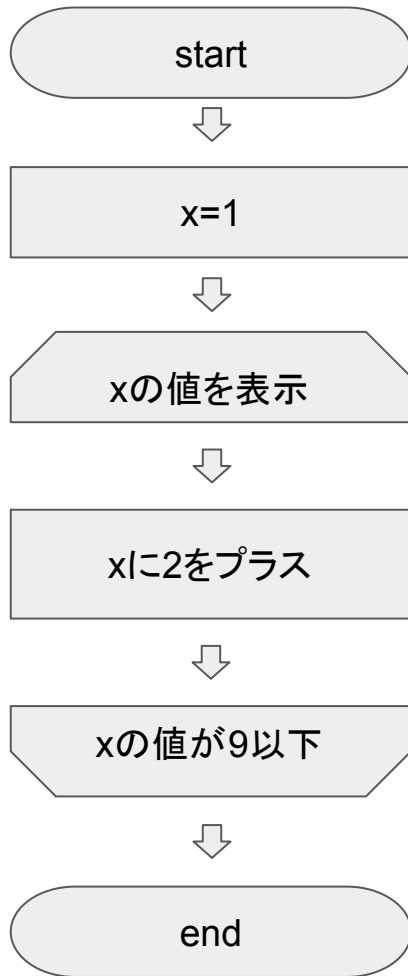 start
x=1
xの値を表示
xに2をプラス
xの値が9以下
end